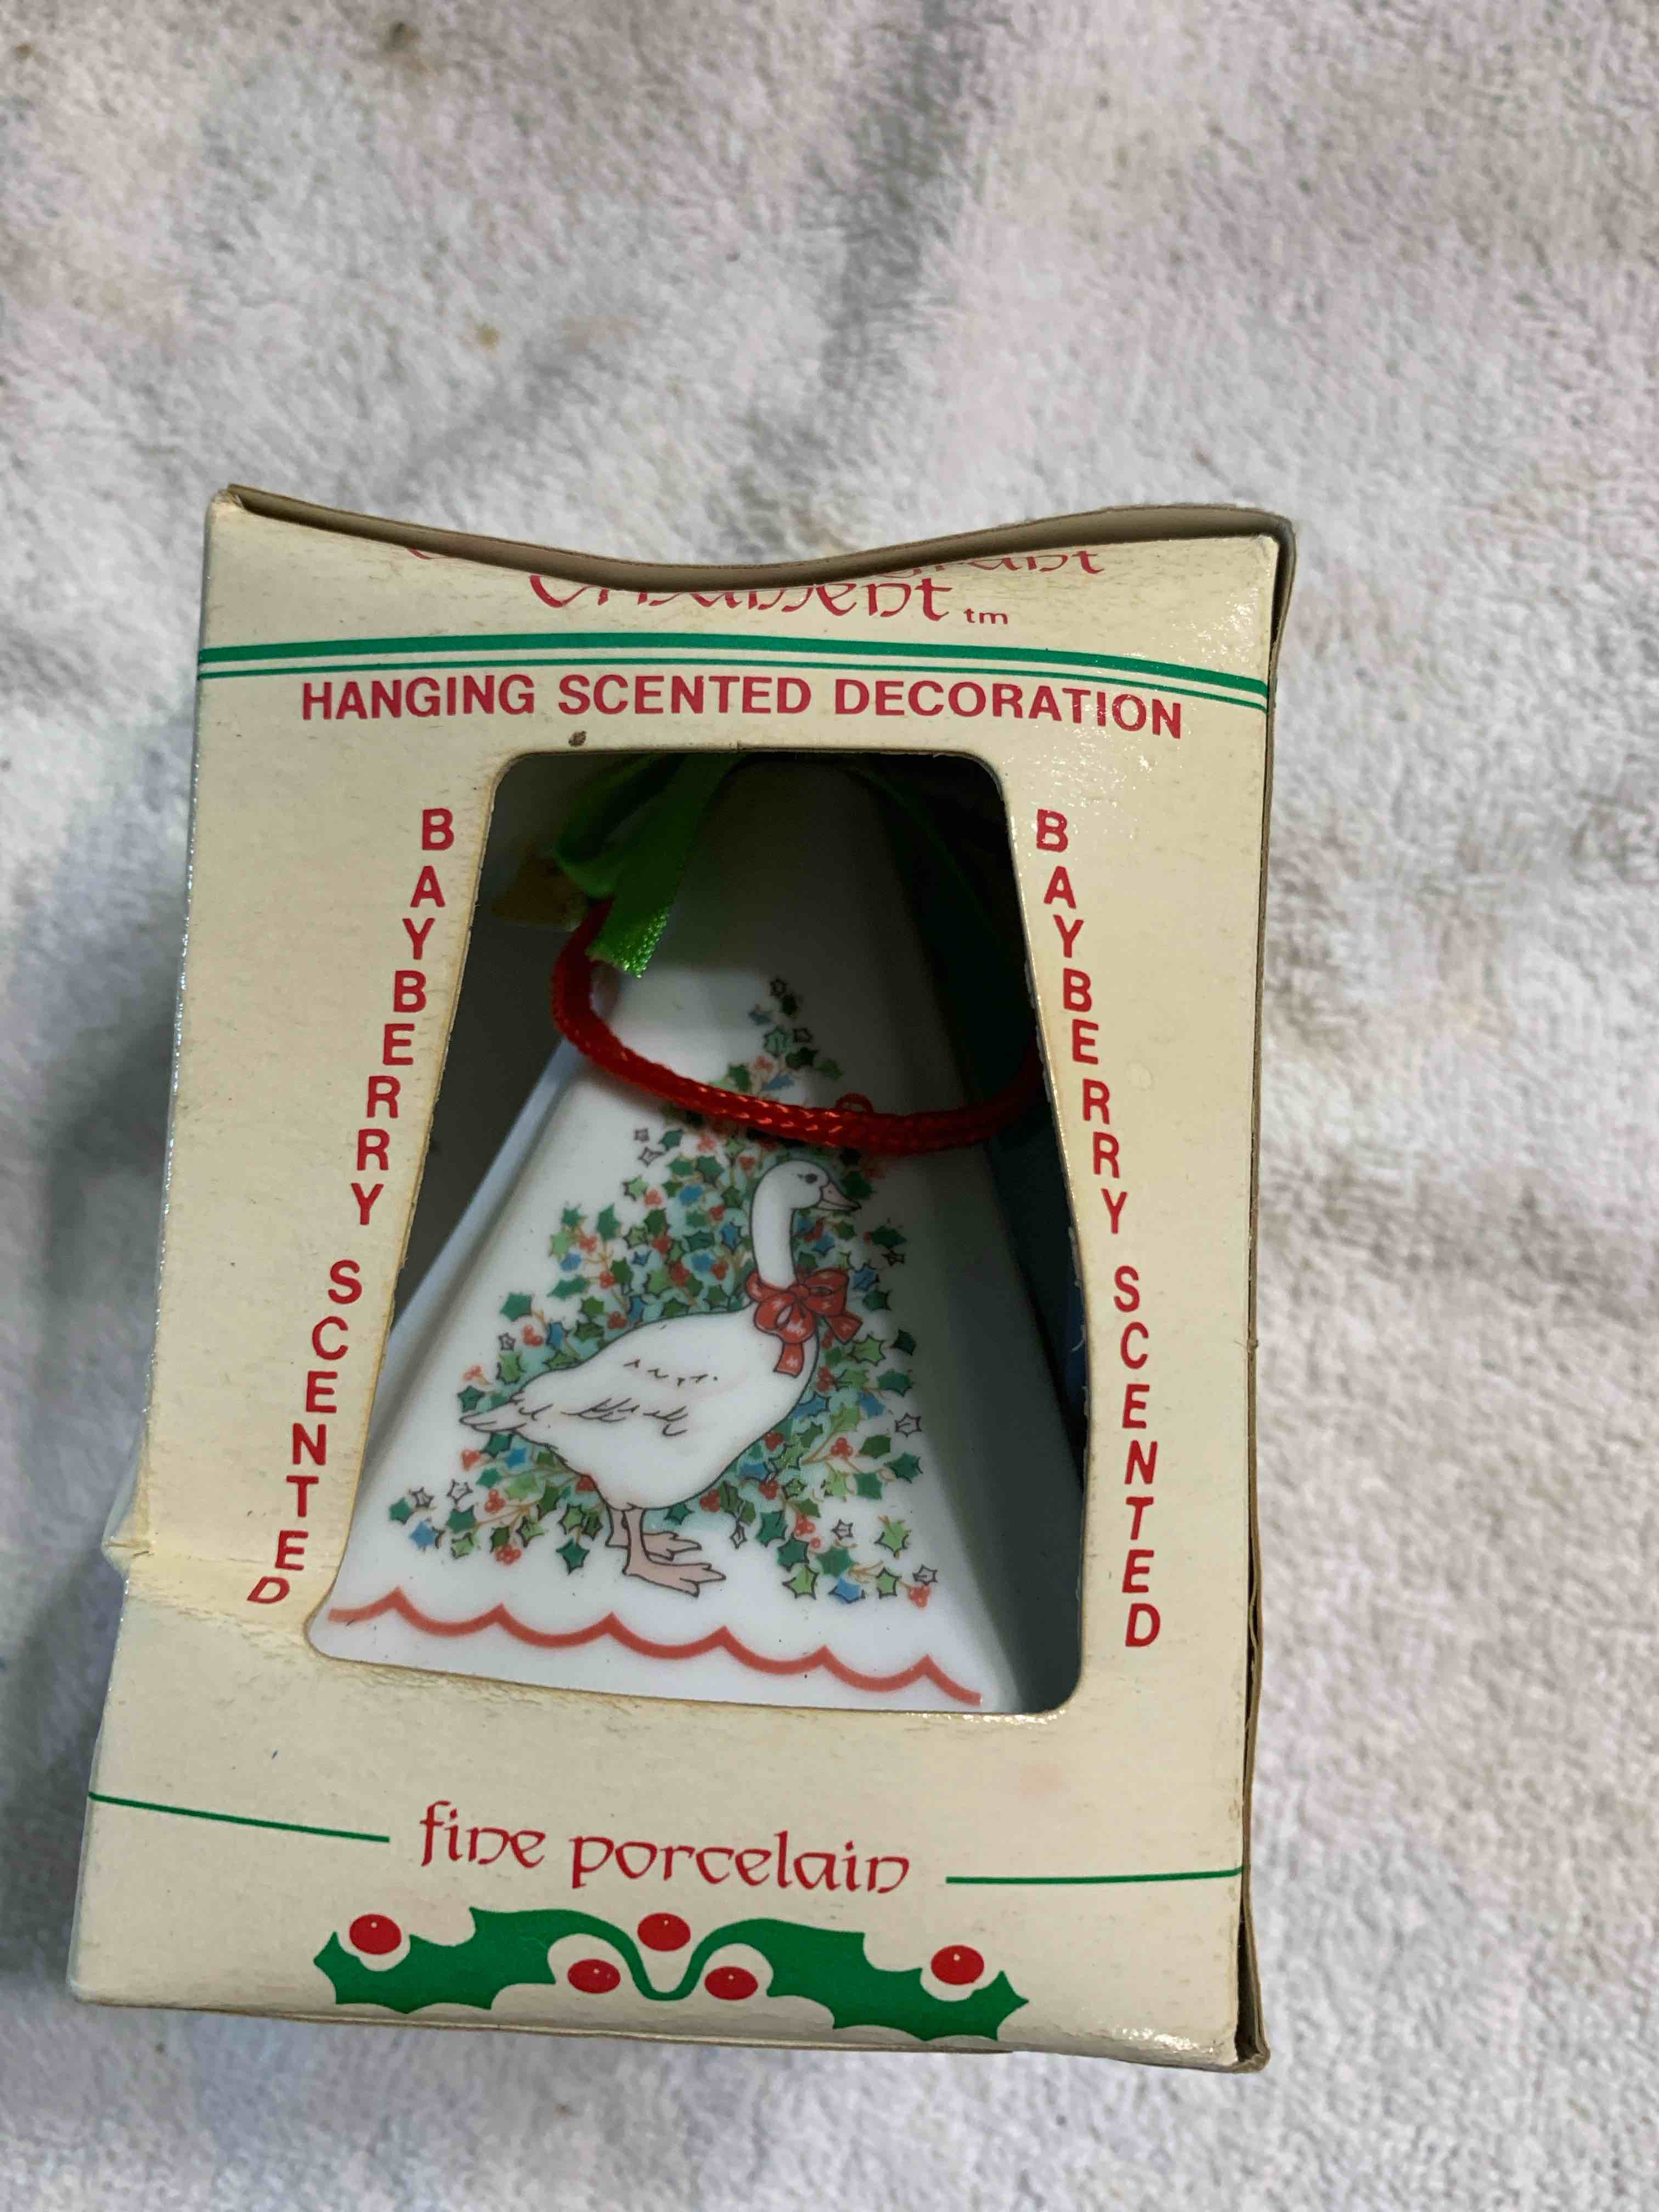 Ornament tm
HANGING SCENTED DECORATION
BAYBERRY SCENTED
BAYBERRY SCENTED
fine porcelain